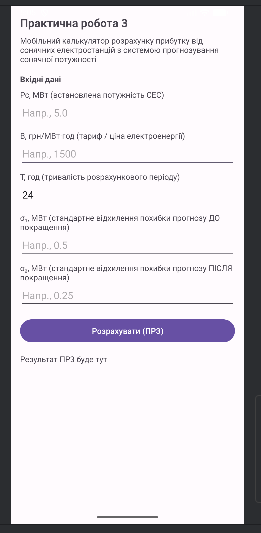 Практична робота 3
Мобільний калькулятор розрахунку прибутку від
сонячних електростанцій з системою прогнозування
сонячної потужності
Вхідні дані
Pc, МВт (встановлена потужність СЕС)
Напр., 5.0
B, грн/МВт·год (тариф / ціна електроенергії)
Напр., 1500
T, год (тривалість розрахункового періоду)
24
σ₁, МВт (стандартне відхилення похибки прогнозу ДО
покращення)
Напр., 0.5
σ₂, МВт (стандартне відхилення похибки прогнозу ПІСЛЯ
покращення)
Напр., 0.25
Розрахувати (ПР3)
Результат ПР3 буде тут